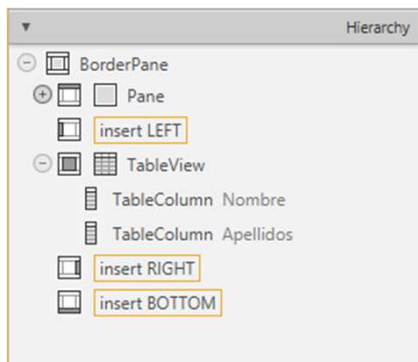 Hierarchy
BorderPane
Pane
insert LEFT
TableView
TableColumn Nombre
TableColumn Apellidos
insert RIGHT
insert BOTTOM